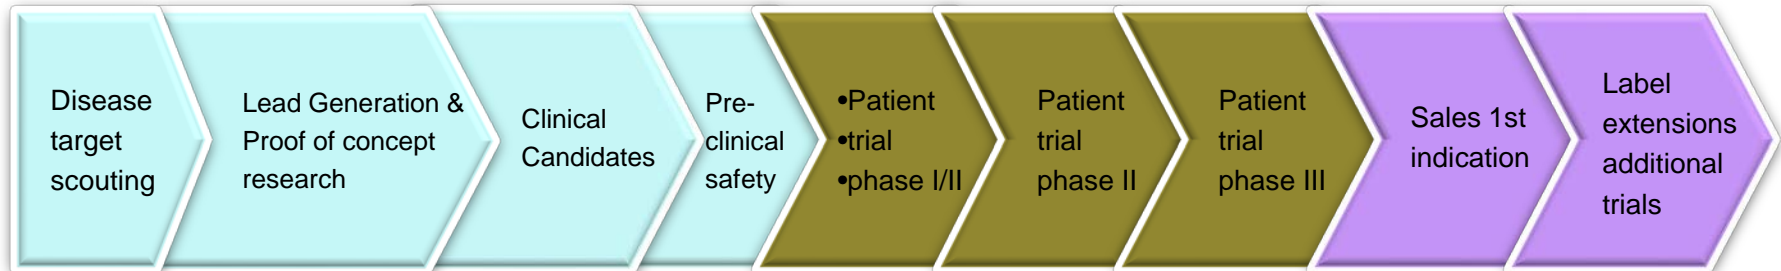 Disease
target
scouting
Lead Generation &
Proof of concept
research
Clinical
Candidates
Pre-
clinical
safety
•Patient
•trial
•phase I/II
Patient
trial
phase II
Patient
trial
phase III
Sales 1st
indication
Label
extensions
additional
trials